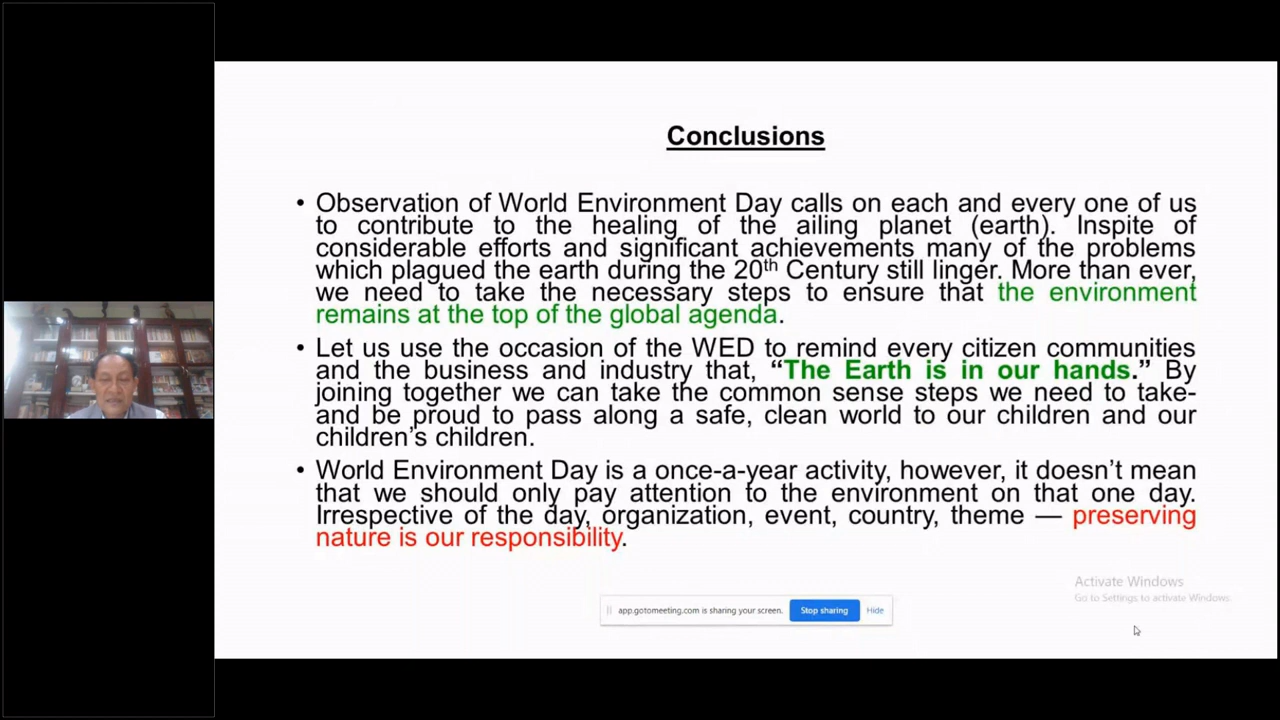 Conclusions
• Observation of World Environment Day calls on each and every one of us
to contribute to the healing of the ailing planet (earth). Inspite of
considerable efforts and significant achievements many of the problems
which plagued the earth during the 20th Century still linger. More than ever,
we need to take the necessary steps to ensure that the environment
remains at the top of the global agenda.
• Let us use the occasion of the WED to remind every citizen communities
and the business and industry that, “The Earth is in our hands.” By
joining together we can take the common sense steps we need to take-
and be proud to pass along a safe, clean world to our children and our
children’s children.
• World Environment Day is a once-a-year activity, however, it doesn’t mean
that we should only pay attention to the environment on that one day.
Irrespective of the day, organization, event, country, theme — preserving
nature is our responsibility.
Activate Windows
Go to Settings to activate Windows.
app.gotomeeting.com is sharing your screen. Stop sharing Hide